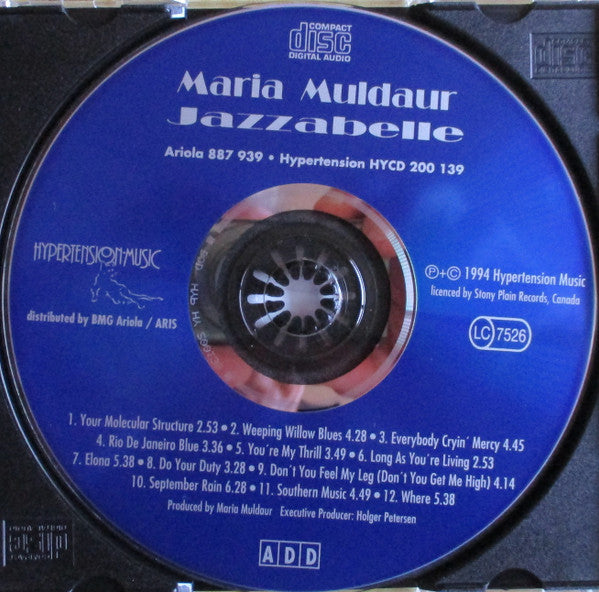 COMPACT
disc
DIGITAL AUDIO
Maria Muldaur
Jazzabelle
Ariola 887 939 • Hypertension HYCD 200 139
HYPERTENSION-MUSIC
distributed by BMG Ariola / ARIS
℗+© 1994 Hypertension Music
licenced by Stony Plain Records, Canada
LC 7526
1. Your Molecular Structure 2.53 • 2. Weeping Willow Blues 4.28 • 3. Everybody Cryin´ Mercy 4.45
4. Rio De Janeiro Blue 3.36 • 5. You´re My Thrill 3.49 • 6. Long As You´re Living 2.53
7. Elona 5.38 • 8. Do Your Duty 3.28 • 9. Don´t You Feel My Leg (Don´t You Get Me High) 4.14
10. September Rain 6.28 • 11. Southern Music 4.49 • 12. Where 5.38
Produced by Maria Muldaur Executive Producer: Holger Petersen
ADD